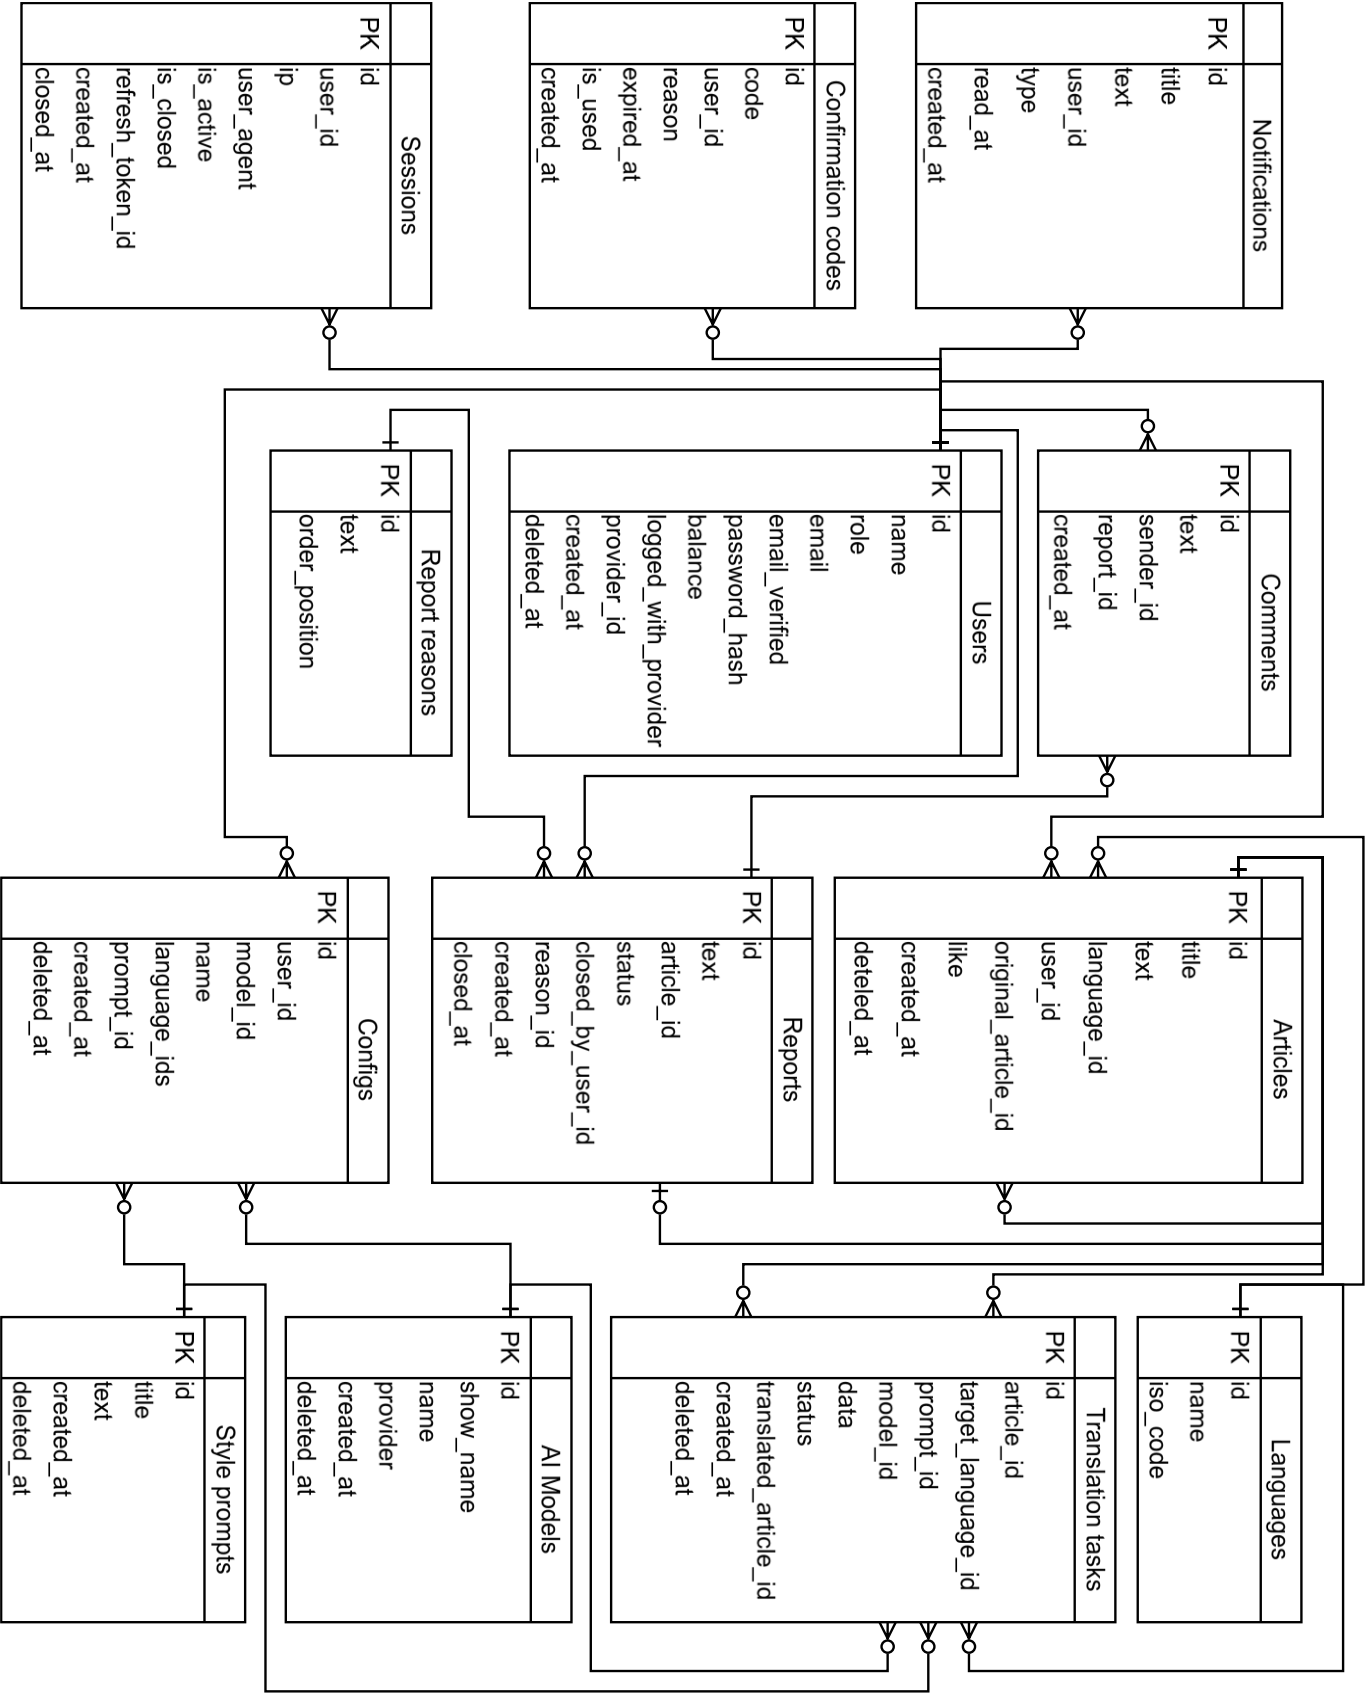 Notifications
PK id
title
text
user_id
type
read_at
created_at
Confirmation codes
PK id
code
user_id
reason
expired_at
is_used
created_at
Sessions
PK id
user_id
ip
user_agent
is_active
is_closed
refresh_token_id
created_at
closed_at
Comments
PK id
text
sender_id
report_id
created_at
Users
PK id
name
role
email
email_verified
password_hash
balance
logged_with_provider
provider_id
created_at
deleted_at
Report reasons
PK id
text
order_position
Articles
PK id
title
text
language_id
user_id
original_article_id
like
created_at
deteled_at
Reports
PK id
text
article_id
status
closed_by_user_id
reason_id
created_at
closed_at
Configs
PK id
user_id
model_id
name
language_ids
prompt_id
created_at
deleted_at
Languages
PK id
name
iso_code
Translation tasks
PK id
article_id
target_language_id
prompt_id
model_id
data
status
translated_article_id
created_at
deleted_at
AI Models
PK id
show_name
name
provider
created_at
deleted_at
Style prompts
PK id
title
text
created_at
deleted_at